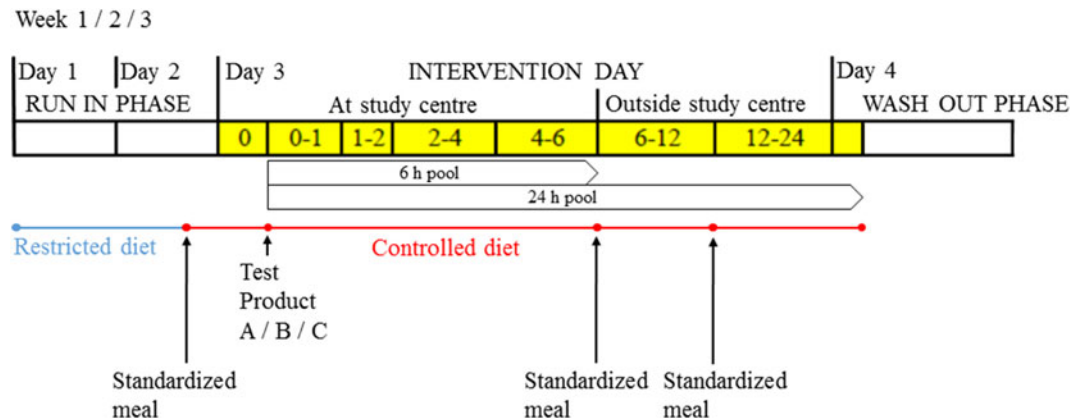 Week 1 / 2 / 3
Day 1 Day 2 Day 3 INTERVENTION DAY Day 4
RUN IN PHASE At study centre Outside study centre WASH OUT PHASE
0 0-1 1-2 2-4 4-6 6-12 12-24
6 h pool
24 h pool
Restricted diet Controlled diet
Test
Product
A / B / C
Standardized Standardized Standardized
meal meal meal